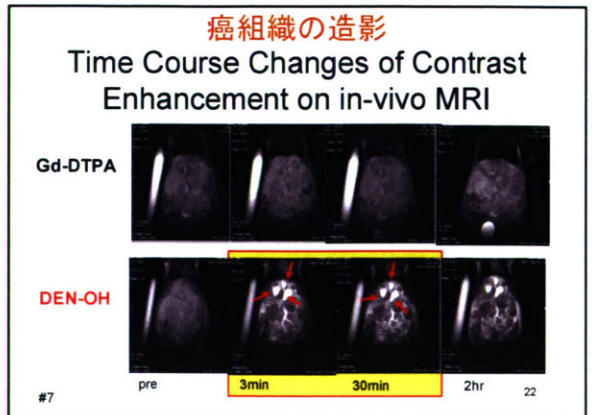 癌組織の造影
Time Course Changes of Contrast
Enhancement on in-vivo MRI
Gd-DTPA
DEN-OH
pre
3min
30min
2hr
#7
22